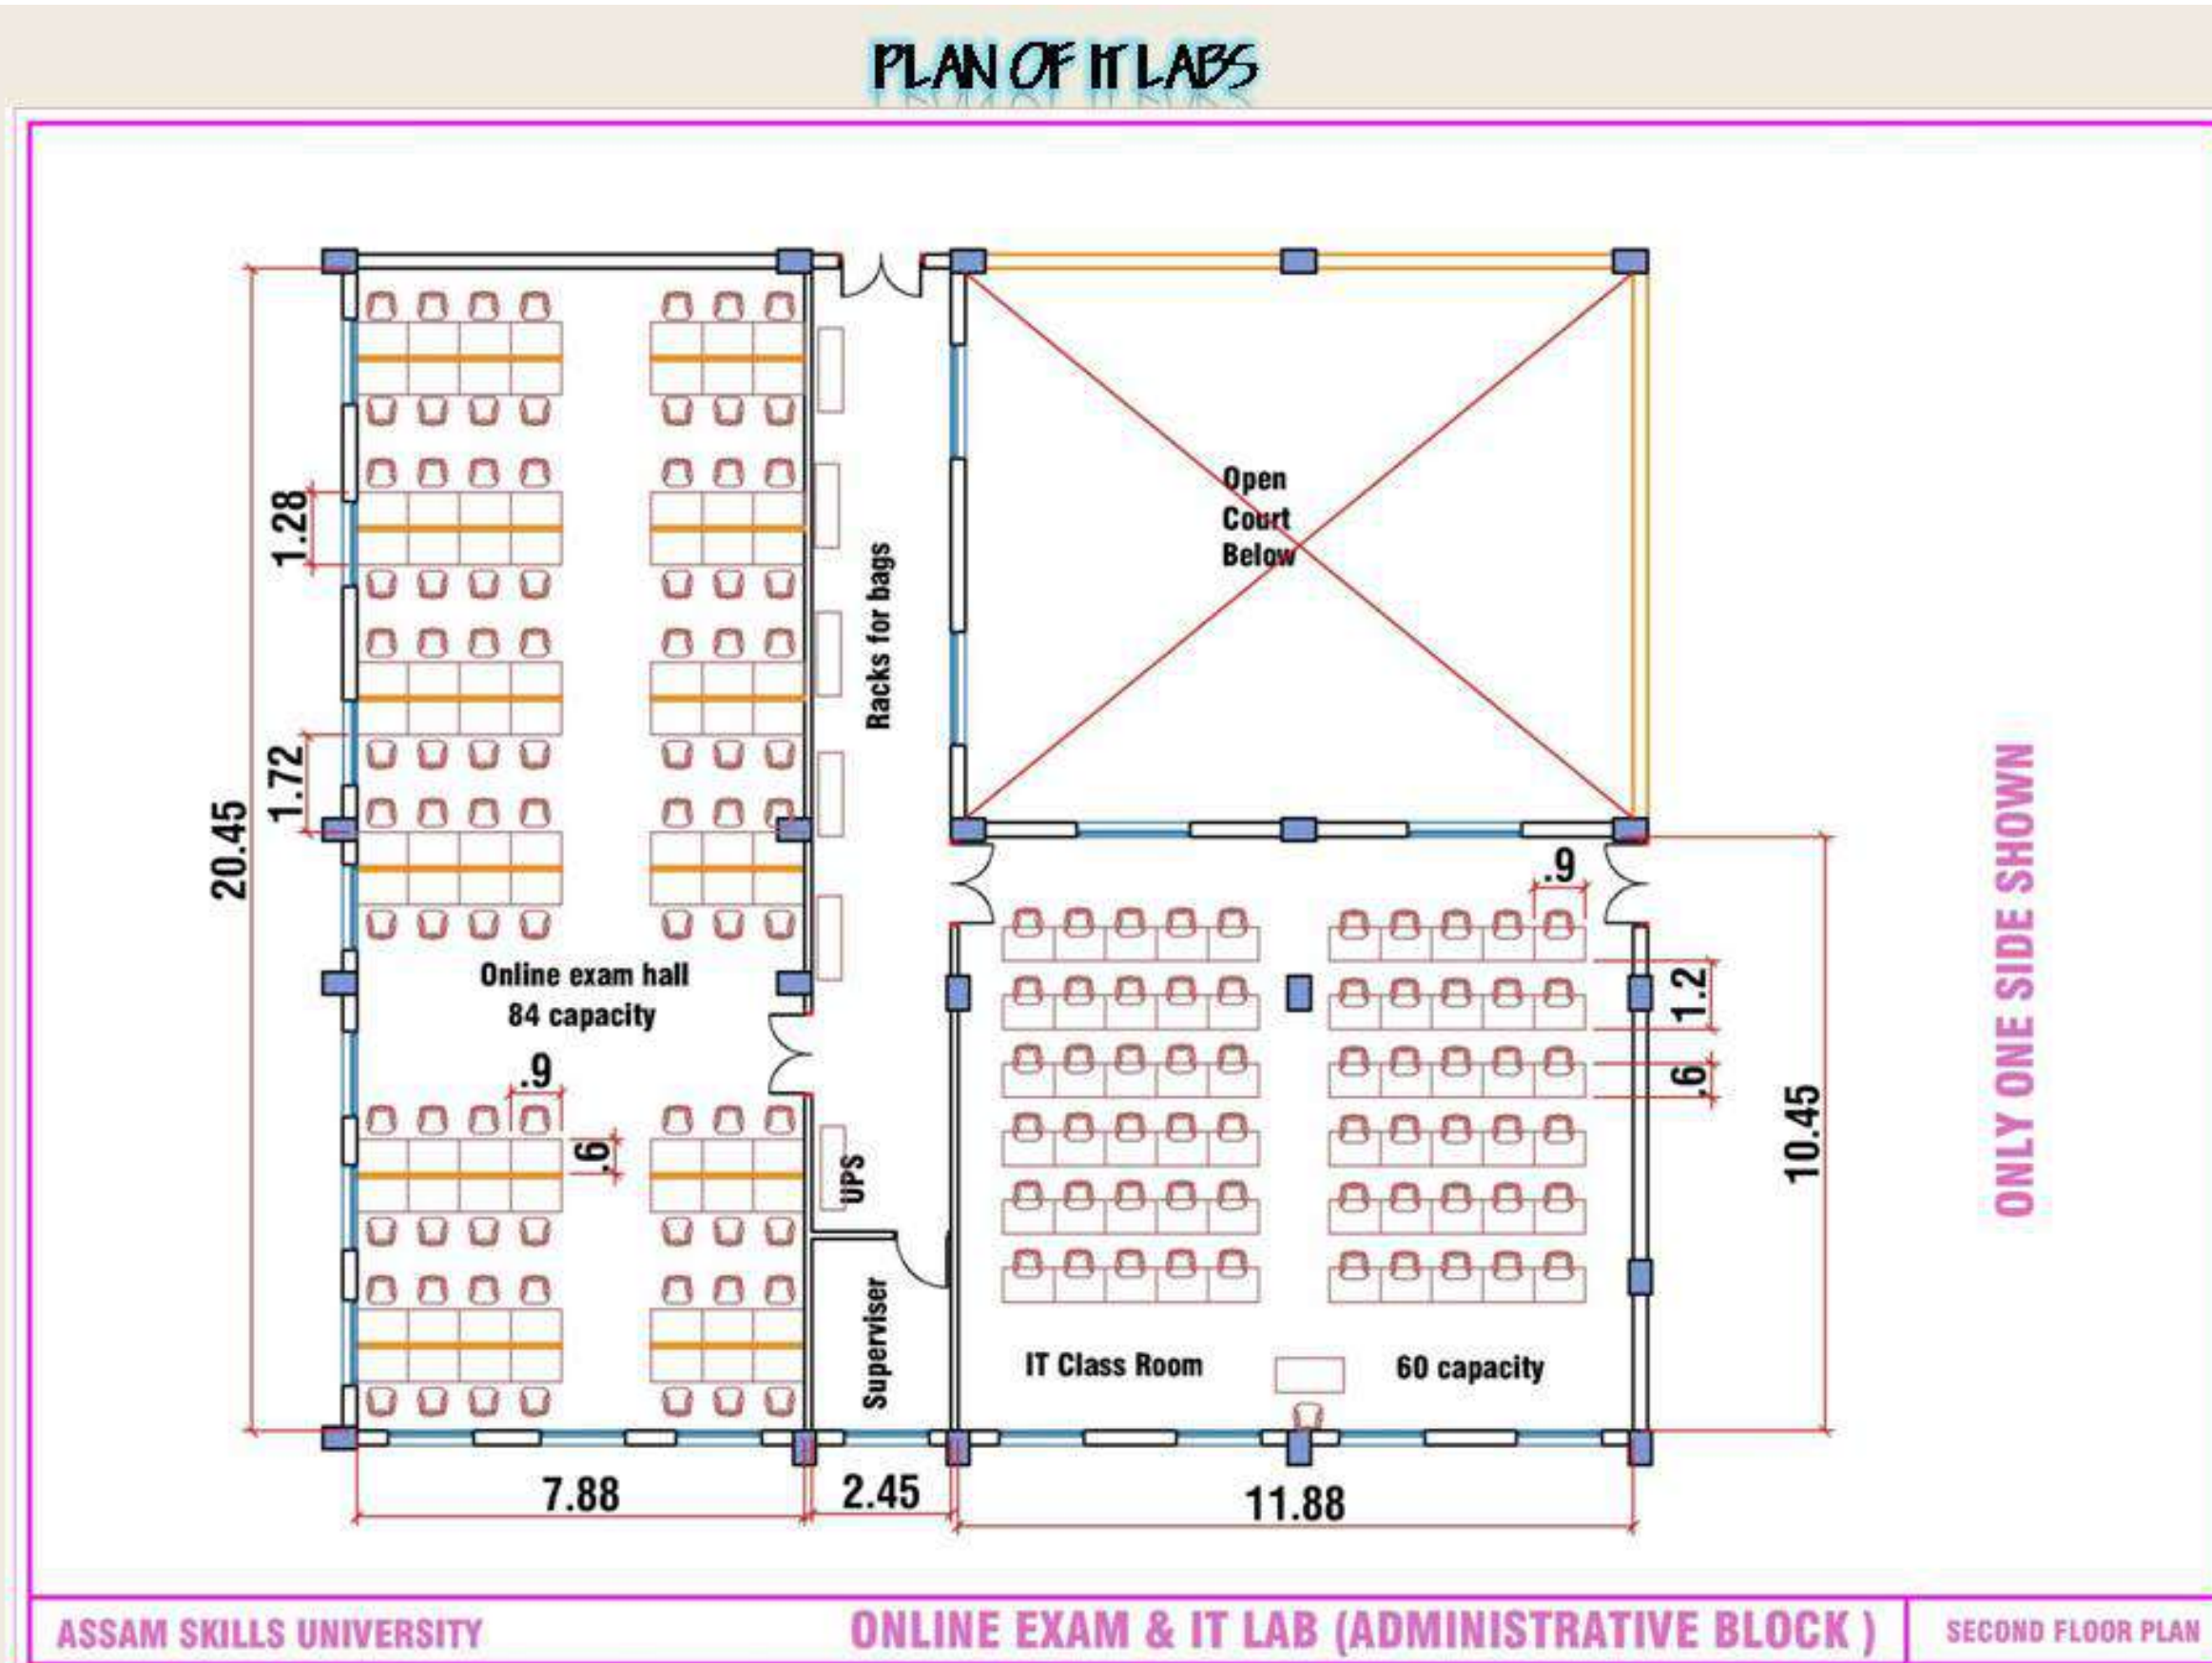 PLAN OF IT LABS
Open
Court
Below
Racks for bags
1.28
1.72
20.45
Online exam hall
84 capacity
.9
.6
UPS
Superviser
.9
1.2
.6
10.45
IT Class Room
60 capacity
7.88
2.45
11.88
ONLY ONE SIDE SHOWN
ASSAM SKILLS UNIVERSITY
ONLINE EXAM & IT LAB (ADMINISTRATIVE BLOCK )
SECOND FLOOR PLAN